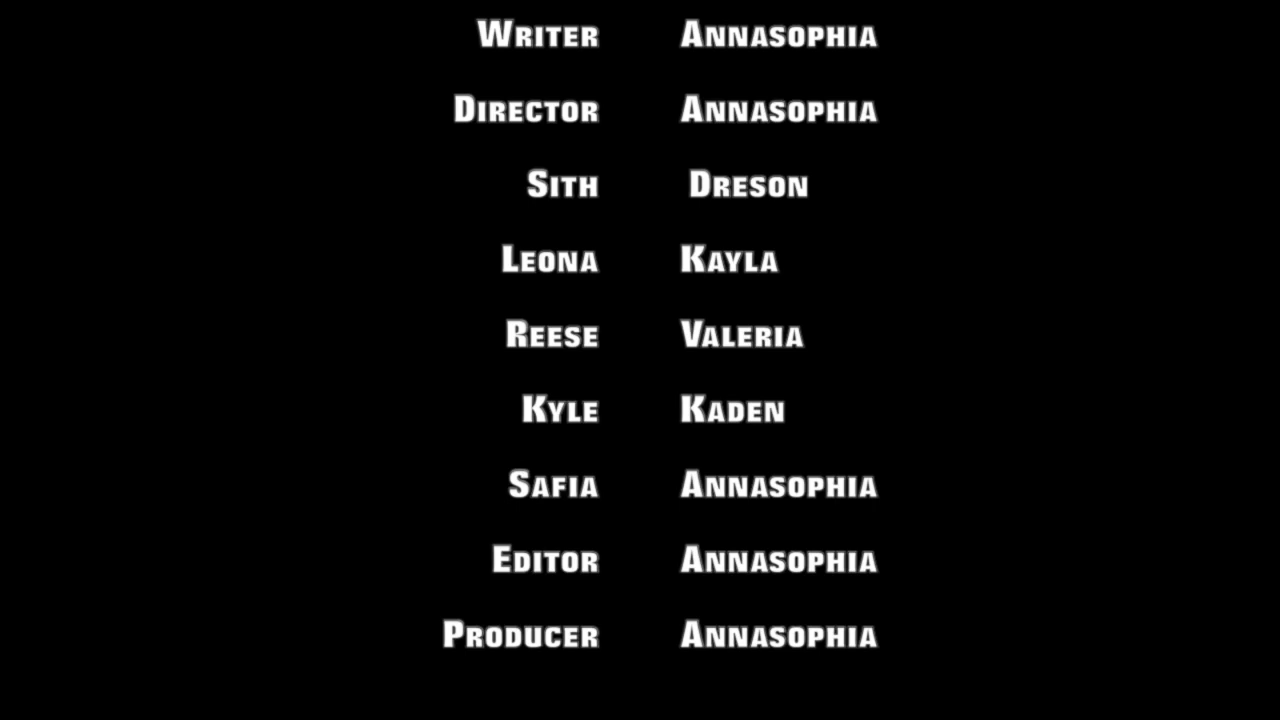 Writer Annasophia
Director Annasophia
Sith Dreson
Leona Kayla
Reese Valeria
Kyle Kaden
Safia Annasophia
Editor Annasophia
Producer Annasophia